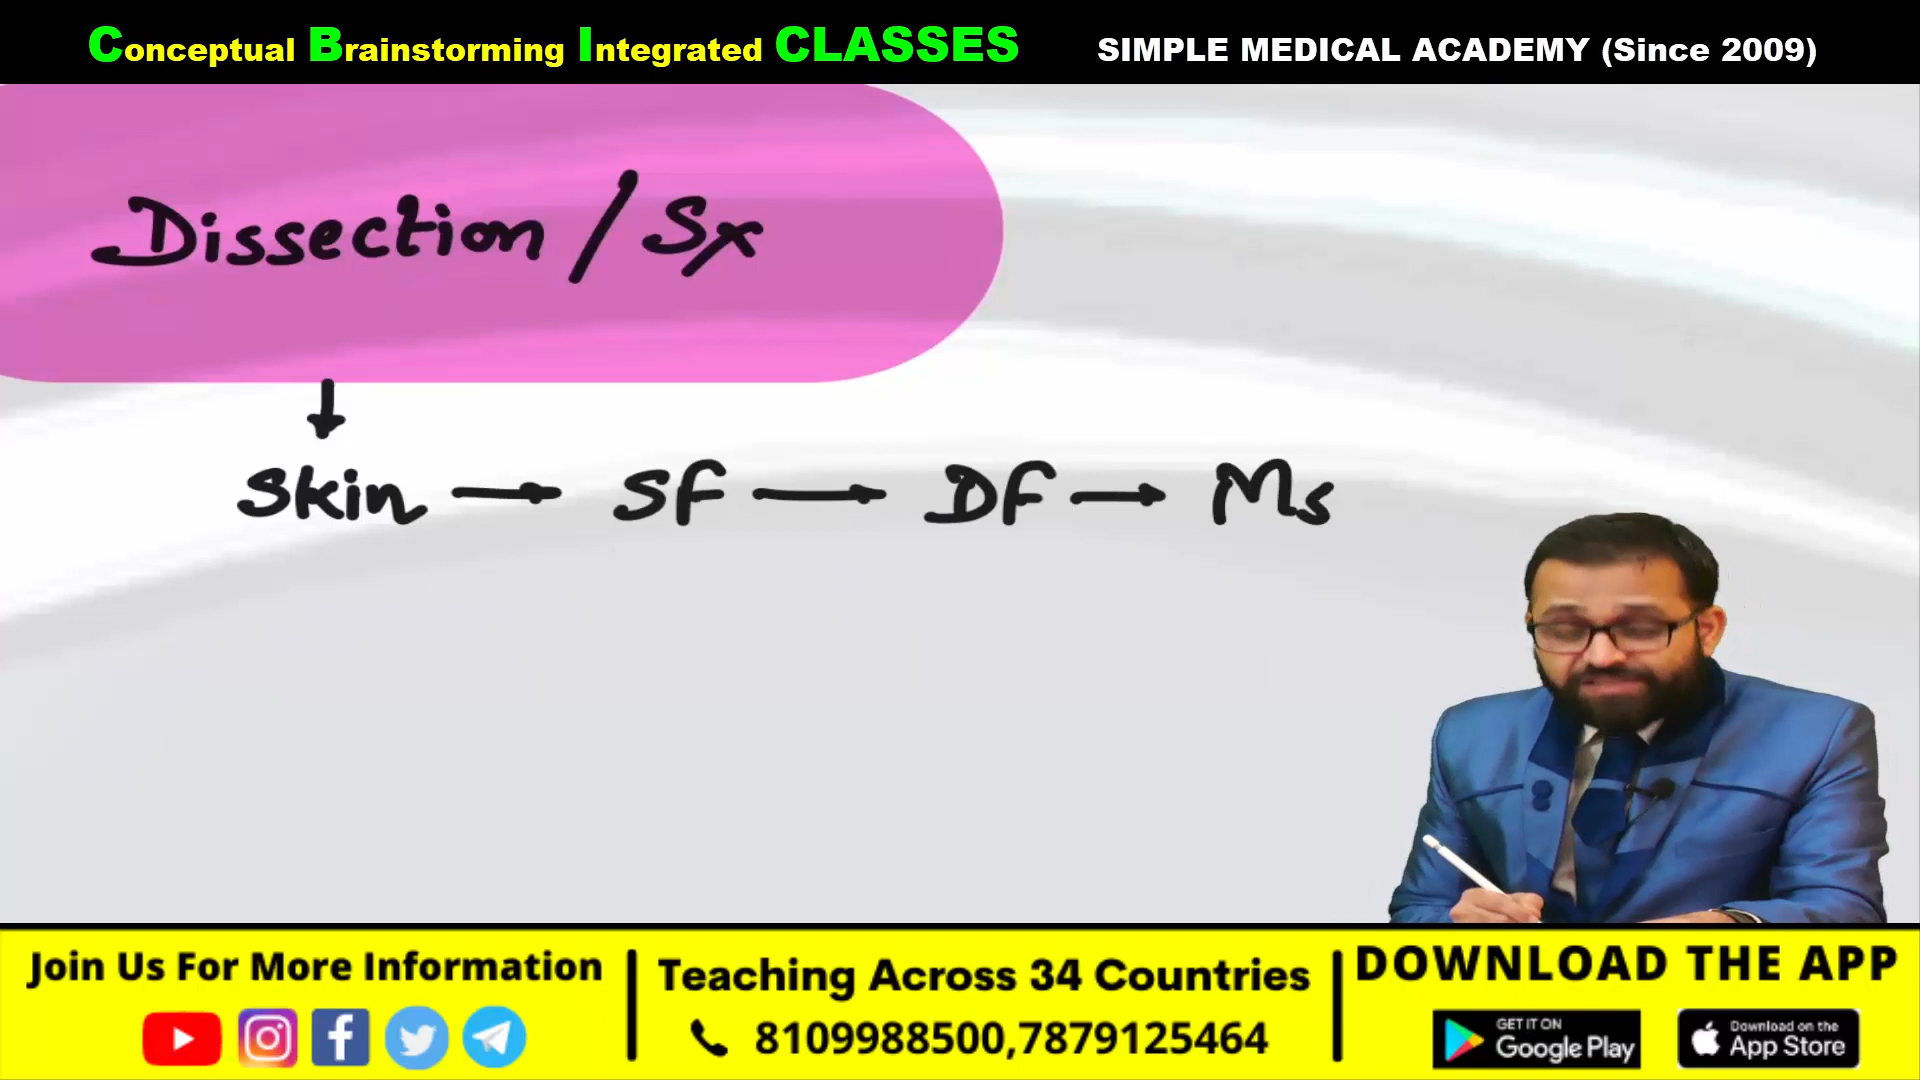 Conceptual Brainstorming Integrated CLASSES SIMPLE MEDICAL ACADEMY (Since 2009)
Dissection / Sx
↓
Skin → SF → DF → Ms
Join Us For More Information
Teaching Across 34 Countries
8109988500,7879125464
DOWNLOAD THE APP
GET IT ON
Google Play
Download on the
App Store